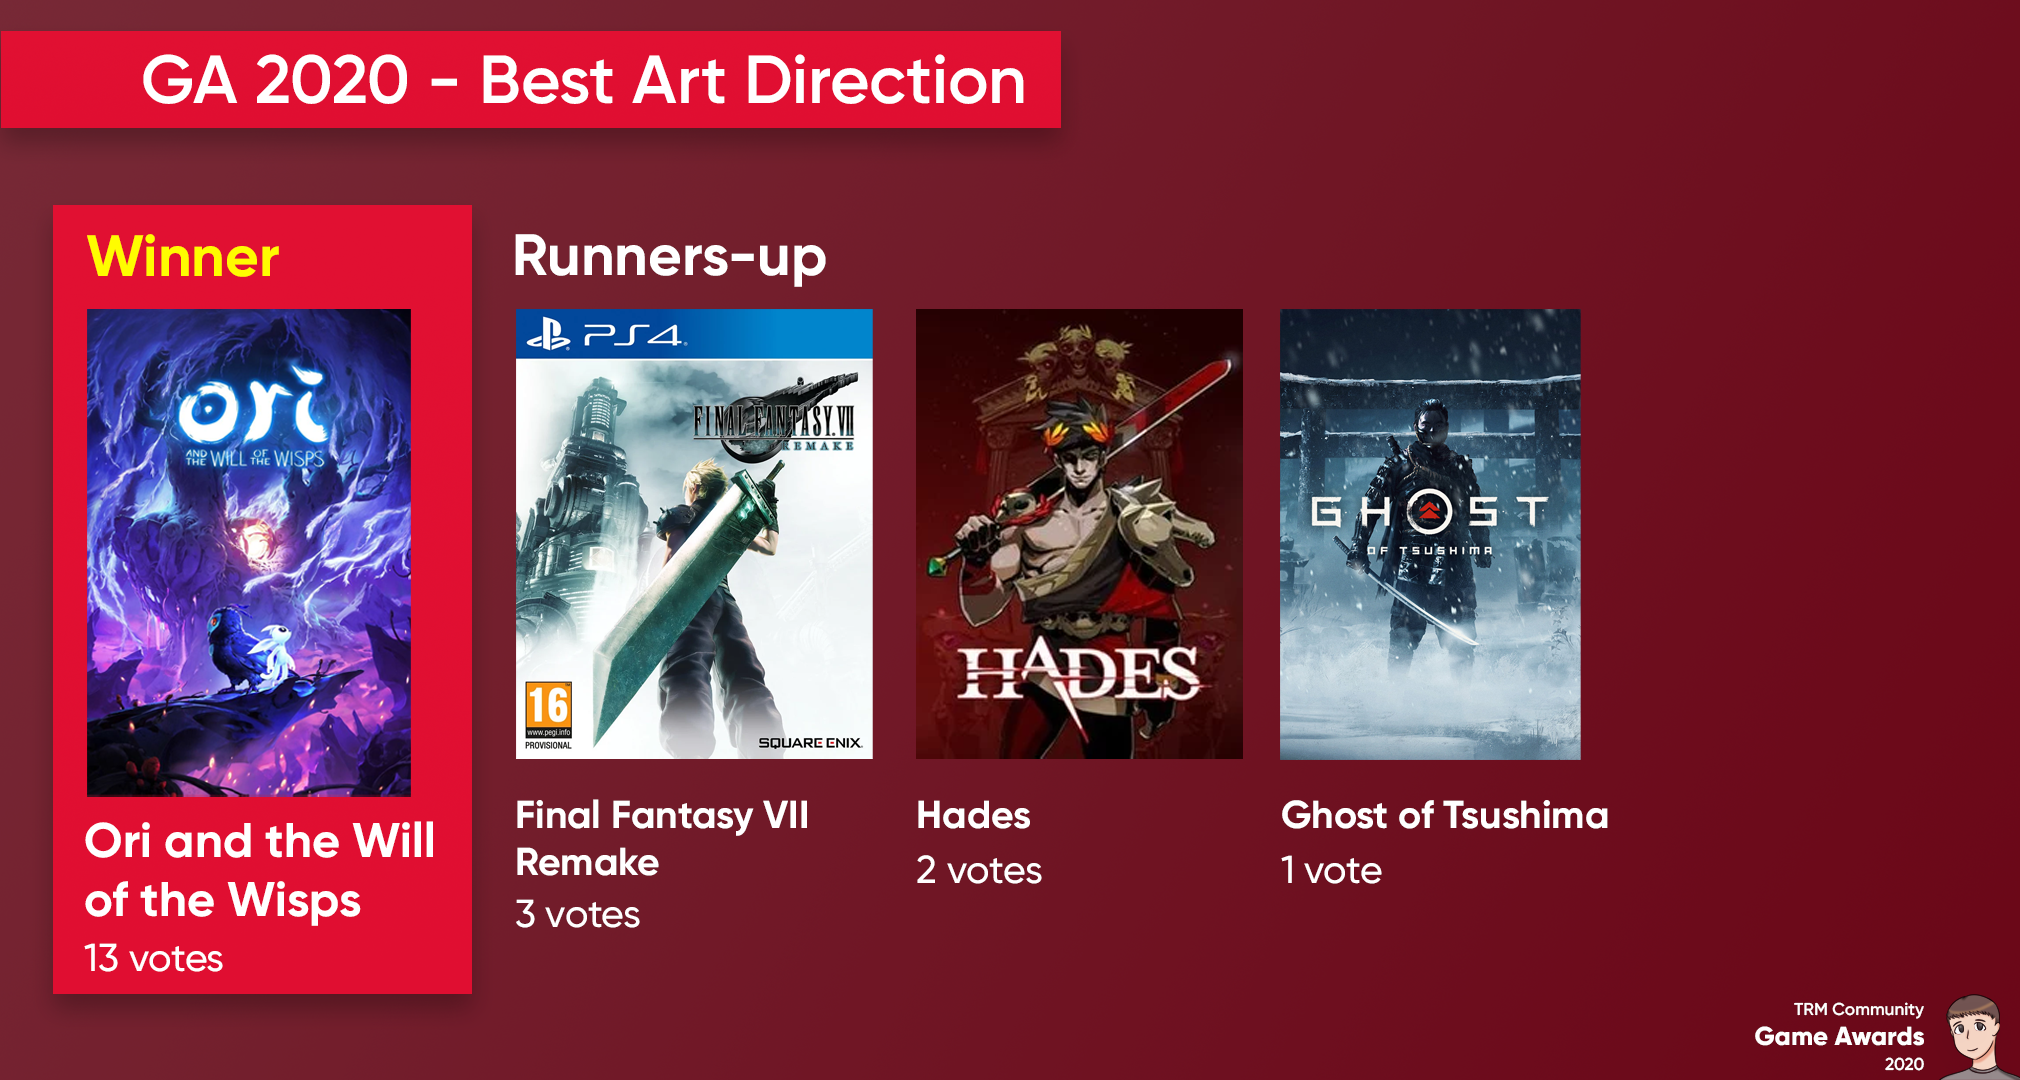 GA 2020 - Best Art Direction
Winner
ori
AND THE WILL OF THE WISPS
Ori and the Will
of the Wisps
13 votes
Runners-up
PS4
FINAL FANTASY VII
REMAKE
16
www.pegi.info
PROVISIONAL
SQUARE ENIX
Final Fantasy VII
Remake
3 votes
HADES
Hades
2 votes
GHOST
OF TSUSHIMA
Ghost of Tsushima
1 vote
TRM Community
Game Awards
2020